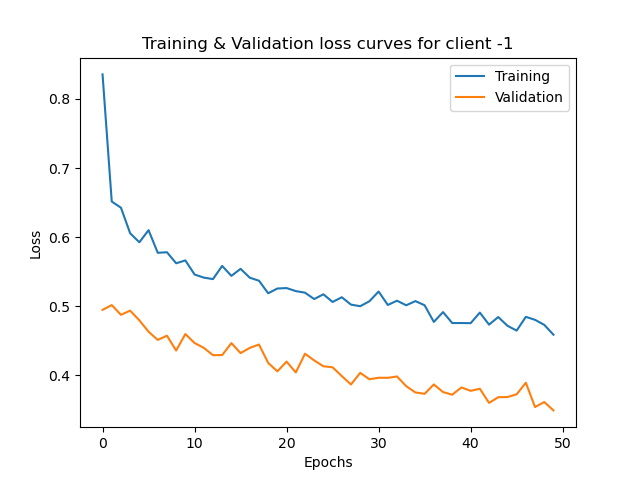 Training & Validation loss curves for client -1
Training
Validation
0.8
0.7
0.6
0.5
0.4
Loss
0
10
20
30
40
50
Epochs